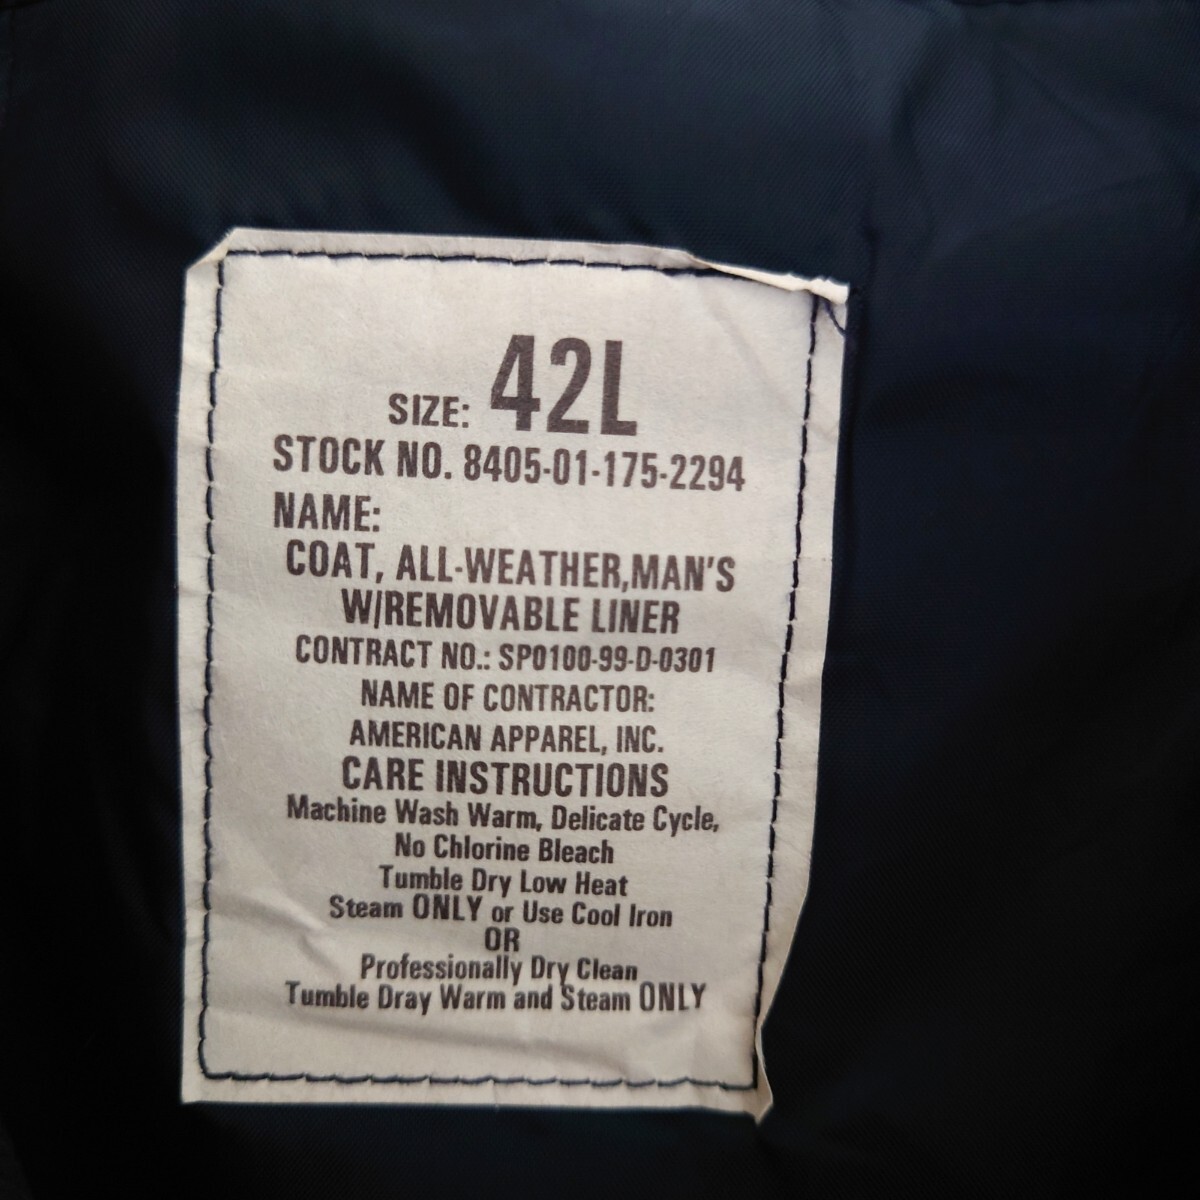 SIZE: 42L
STOCK NO. 8405-01-175-2294
NAME:
COAT, ALL-WEATHER,MAN'S
W/REMOVABLE LINER
CONTRACT NO.: SP0100-99-D-0301
NAME OF CONTRACTOR:
AMERICAN APPAREL, INC.
CARE INSTRUCTIONS
Machine Wash Warm, Delicate Cycle,
No Chlorine Bleach
Tumble Dry Low Heat
Steam ONLY or Use Cool Iron
OR
Professionally Dry Clean
Tumble Dray Warm and Steam ONLY